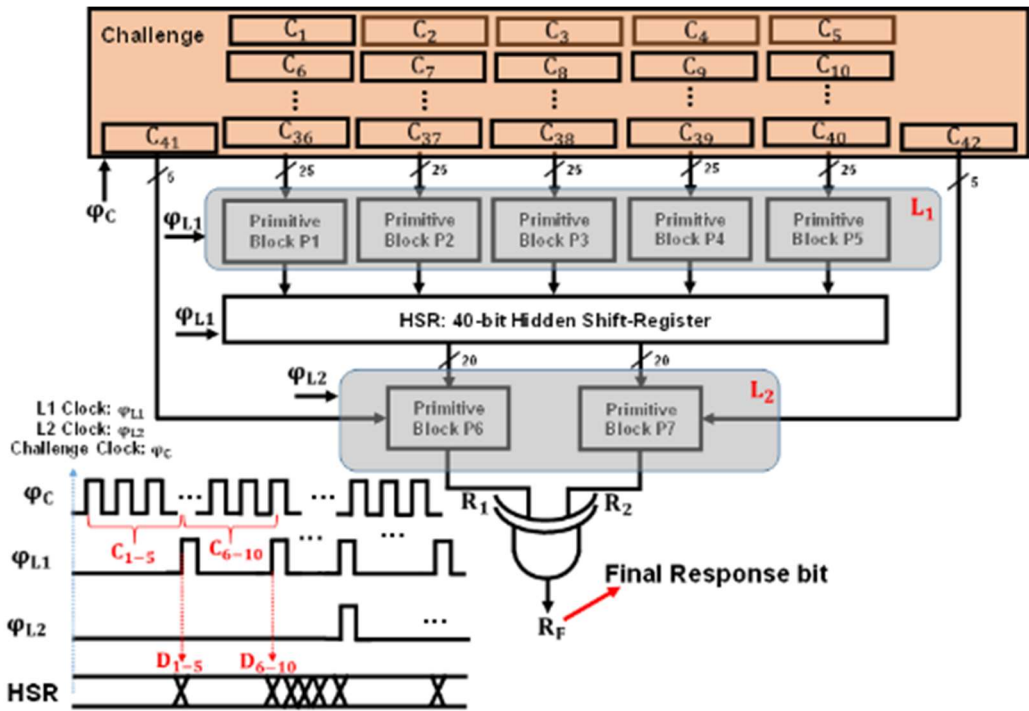 Challenge
C₁ C₂ C₃ C₄ C₅
C₆ C₇ C₈ C₉ C₁₀
⋮ ⋮ ⋮ ⋮ ⋮
C₄₁ C₃₆ C₃₇ C₃₈ C₃₉ C₄₀ C₄₂
5 25 25 25 25 25 5
φC
φL1
L₁
Primitive Block P1
Primitive Block P2
Primitive Block P3
Primitive Block P4
Primitive Block P5
φL1
HSR: 40-bit Hidden Shift-Register
20 20
φL2
L₂
Primitive Block P6
Primitive Block P7
L1 Clock: φL1
L2 Clock: φL2
Challenge Clock: φC
R₁ R₂
φC ... ... ...
C₁₋₅ C₆₋₁₀
φL1 ... ...
Final Response bit
RF
φL2 ...
D₁₋₅ D₆₋₁₀
HSR